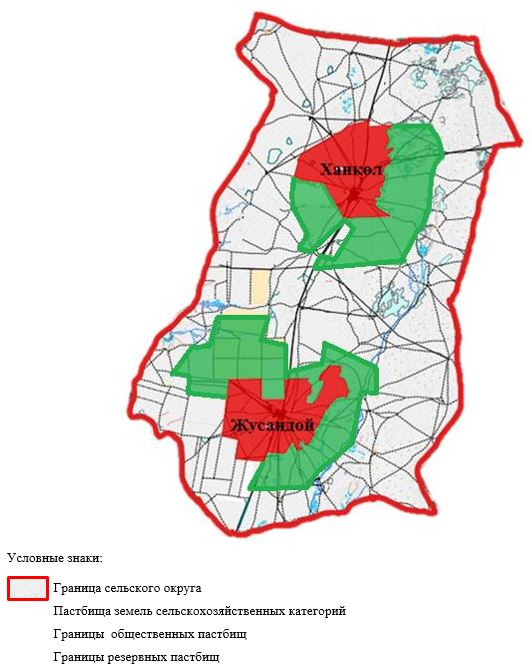 Ханкөл
Жусандой
Условные знаки:
Граница сельского округа
Пастбища земель сельскохозяйственных категорий
Границы общественных пастбищ
Границы резервных пастбищ